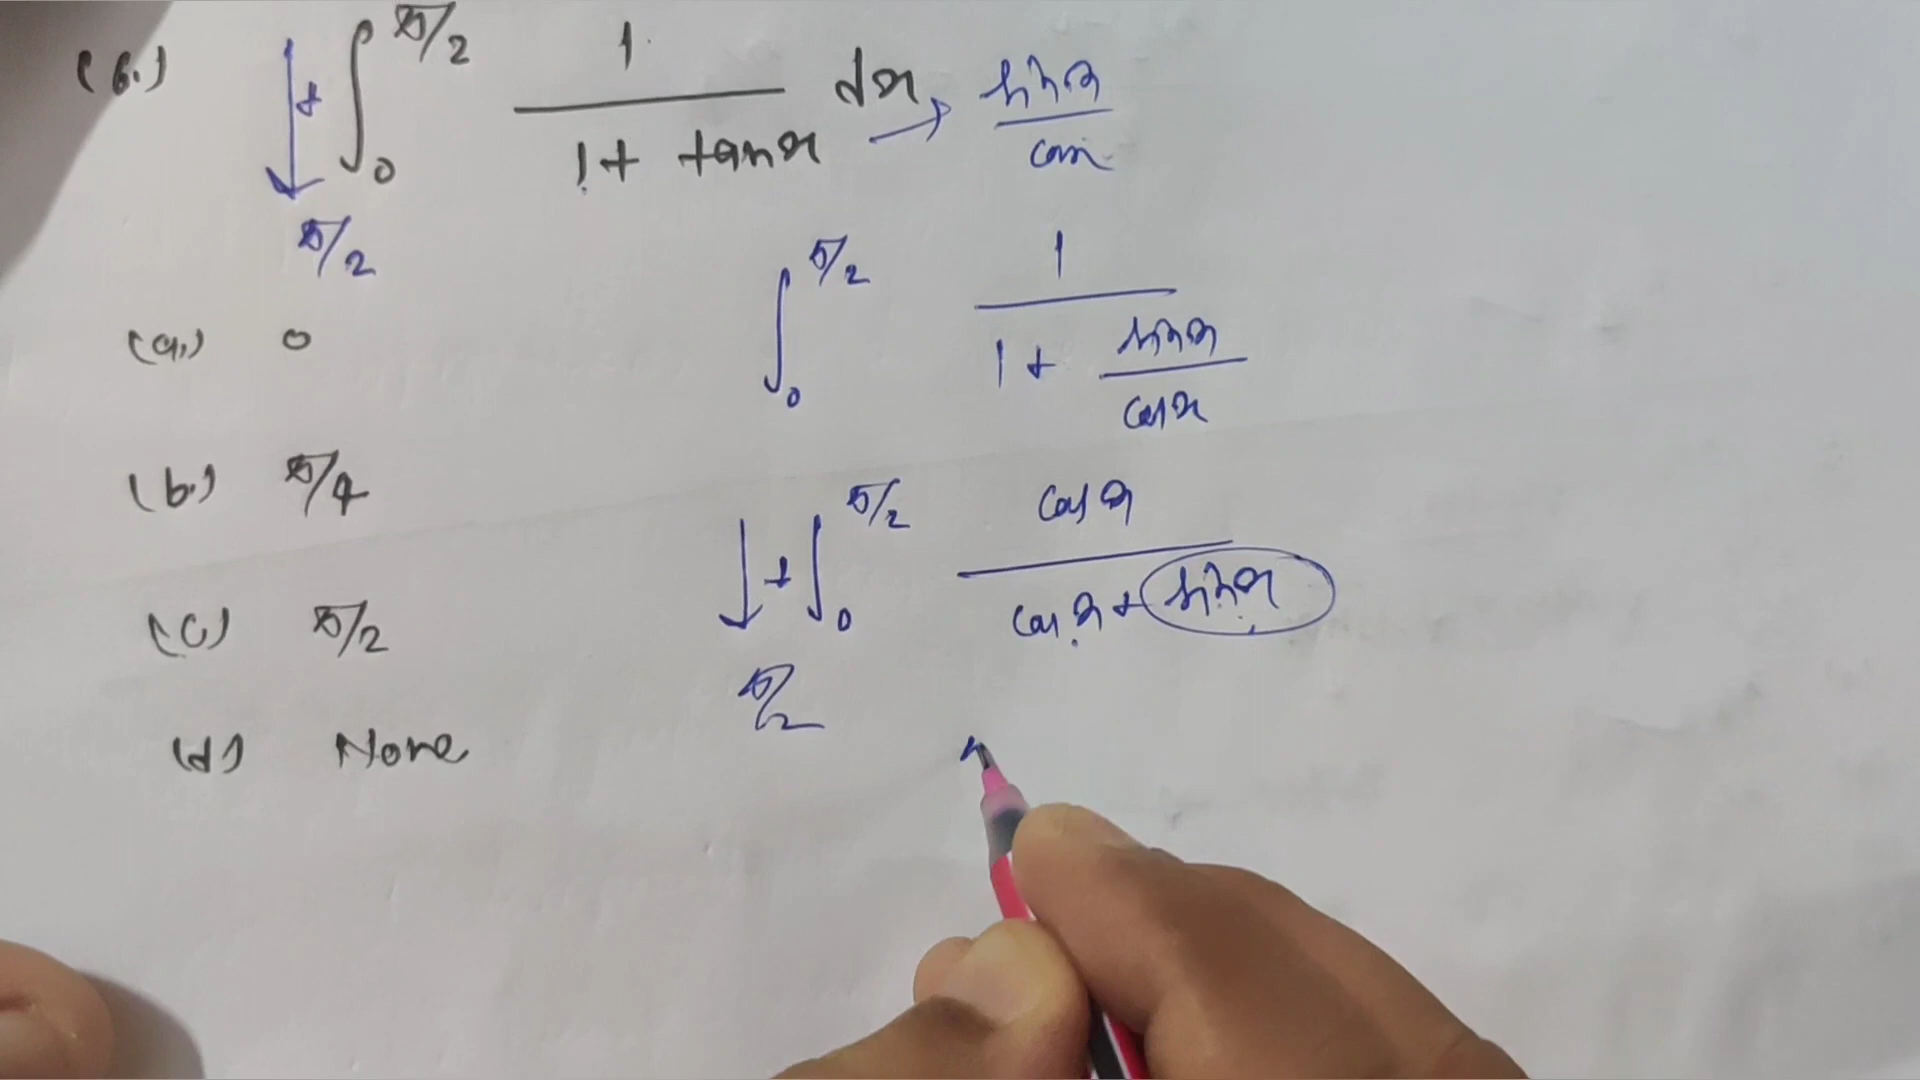 (6.) ↓+ ∫₀^π/2 1/(1 + tanx) dx → sinx/cosx
π/2
∫₀^π/2 1/(1 + sinx/cosx)
(a.) 0
(b.) π/4
↓+ ∫₀^π/2 cosx/(cosx + sinx)
(c) π/2
π/2
(d) None